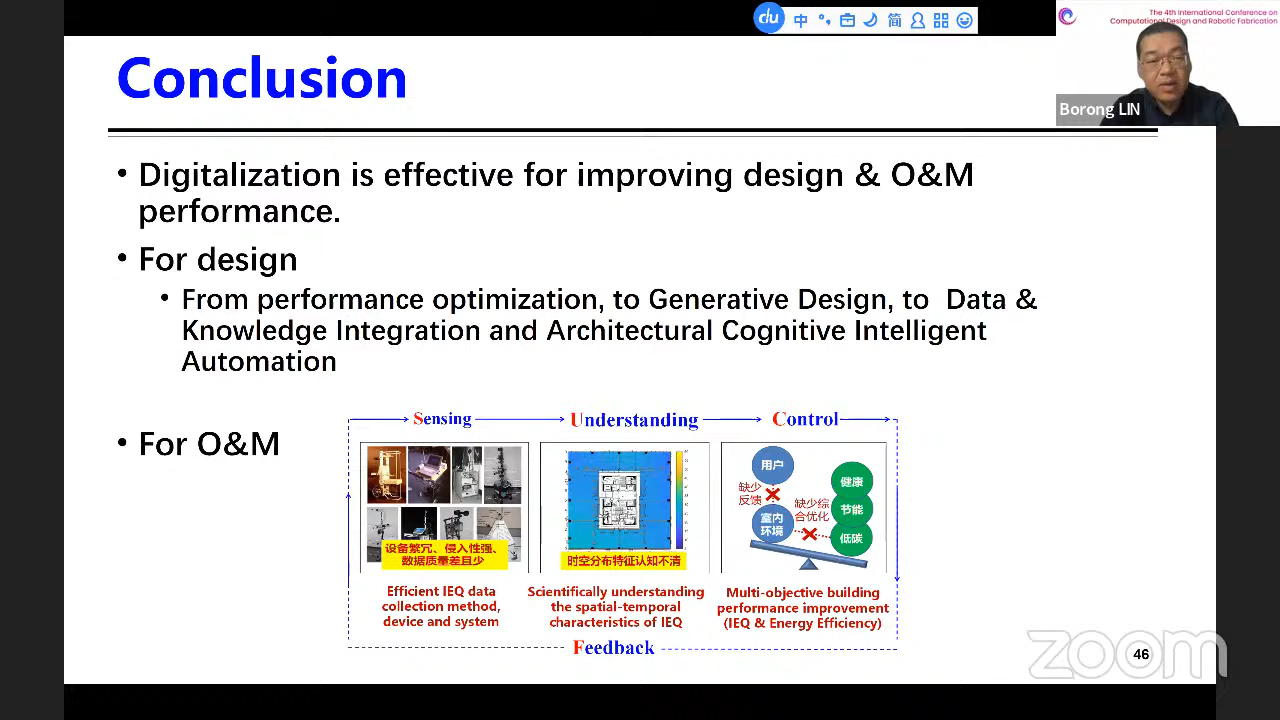 du 中 简
The 4th International Conference on
Computational Design and Robotic Fabrication
Borong LIN
Conclusion
• Digitalization is effective for improving design & O&M
performance.
• For design
• From performance optimization, to Generative Design, to Data &
Knowledge Integration and Architectural Cognitive Intelligent
Automation
• For O&M
Sensing
Understanding
Control
设备繁冗、侵入性强、
数据质量差且少
时空分布特征认知不清
用户
缺少
反馈
室内
环境
缺少综
合优化
健康
节能
低碳
Efficient IEQ data
collection method,
device and system
Scientifically understanding
the spatial-temporal
characteristics of IEQ
Multi-objective building
performance improvement
(IEQ & Energy Efficiency)
Feedback
zoom
46